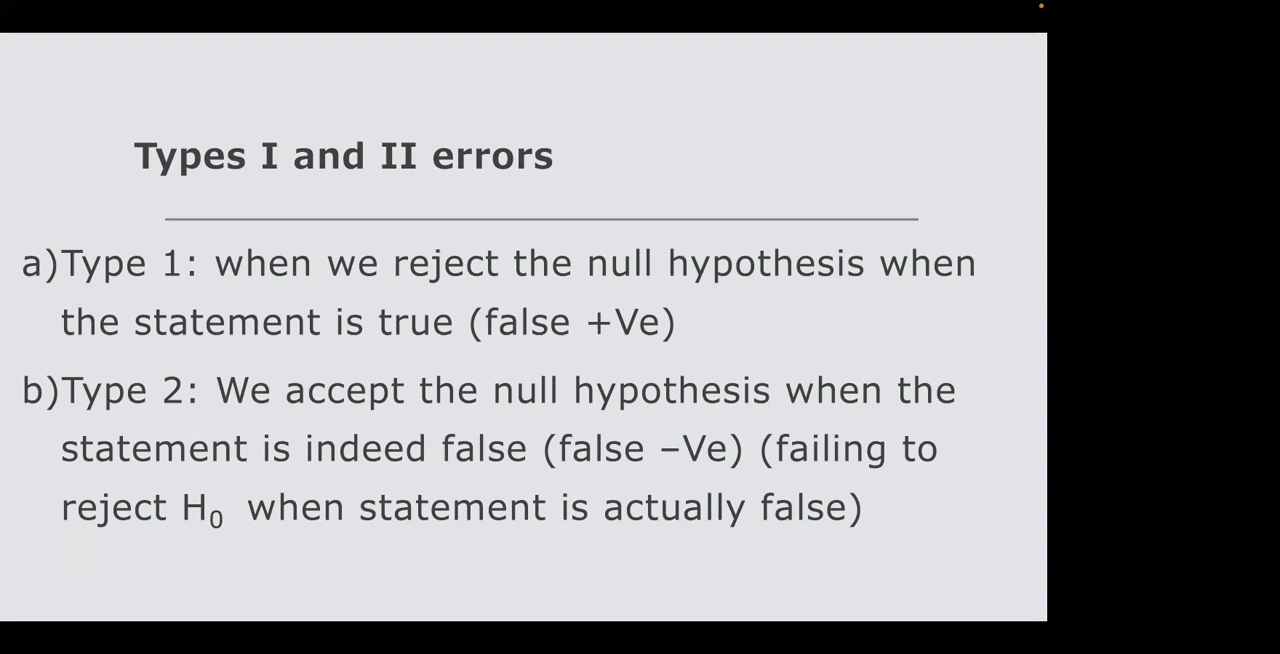 Types I and II errors
a)Type 1: when we reject the null hypothesis when
the statement is true (false +Ve)
b)Type 2: We accept the null hypothesis when the
statement is indeed false (false –Ve) (failing to
reject H₀ when statement is actually false)